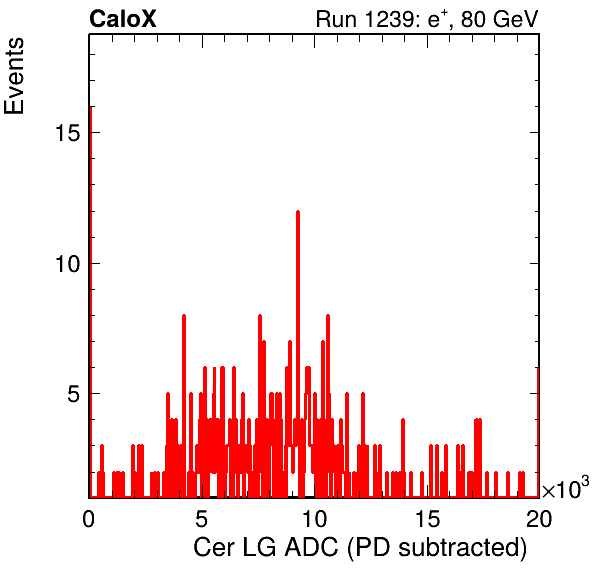 CaloX Run 1239: e⁺, 80 GeV
Events
15
10
5
0 5 10 15 20
×10³
Cer LG ADC (PD subtracted)